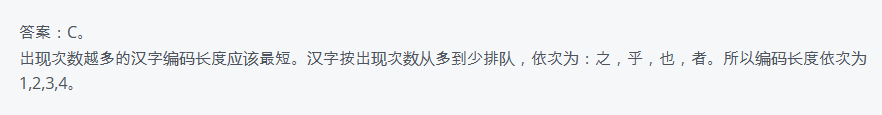 答案：C。
出现次数越多的汉字编码长度应该最短。汉字按出现次数从多到少排队，依次为：之，乎，也，者。所以编码长度依次为
1,2,3,4。